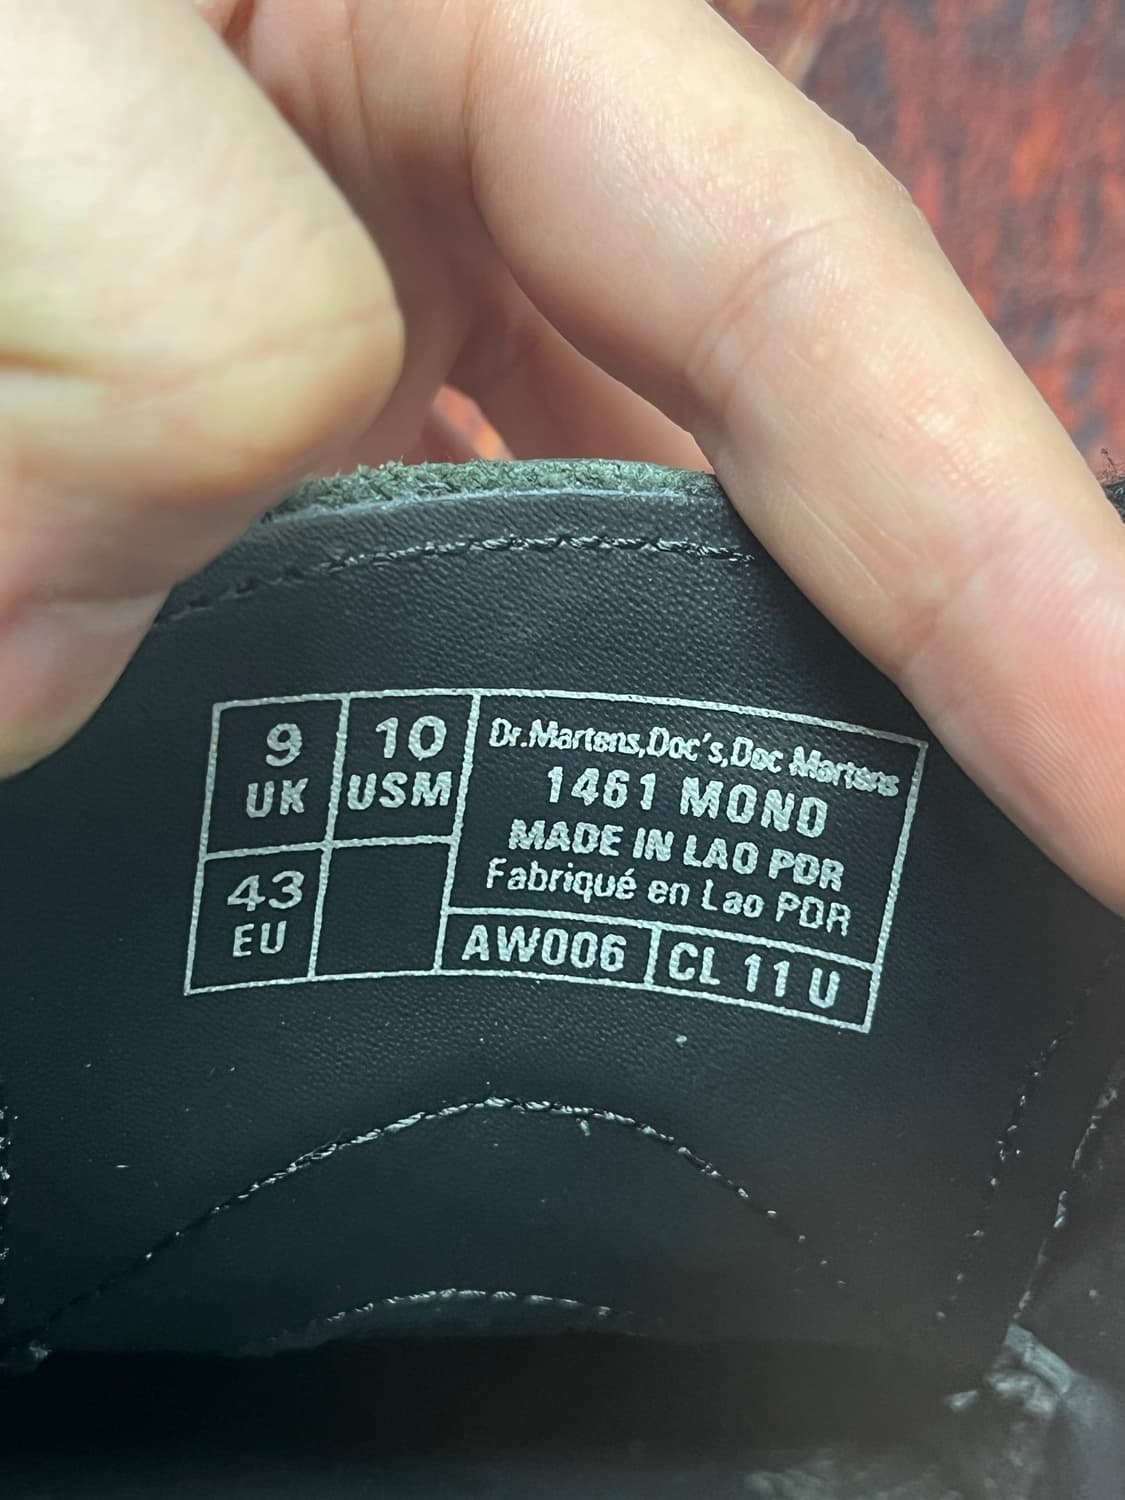 9
UK
10
USM
43
EU
Dr.Martens,Doc's,Doc Martens
1461 MONO
MADE IN LAO PDR
Fabriqué en Lao PDR
AW006
CL 11 U